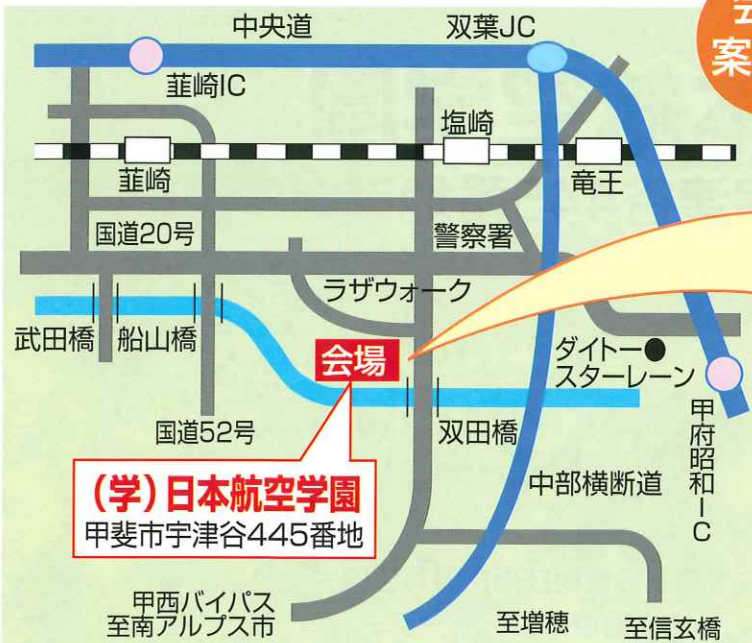 中央道
双葉JC
案
韮崎IC
塩崎
韮崎
竜王
国道20号
警察署
ラザウォーク
武田橋
船山橋
会場
ダイトー
スターレーン
国道52号
双田橋
甲府昭和IC
(学)日本航空学園
甲斐市宇津谷445番地
中部横断道
甲西バイパス
至南アルプス市
至増穂
至信玄橋